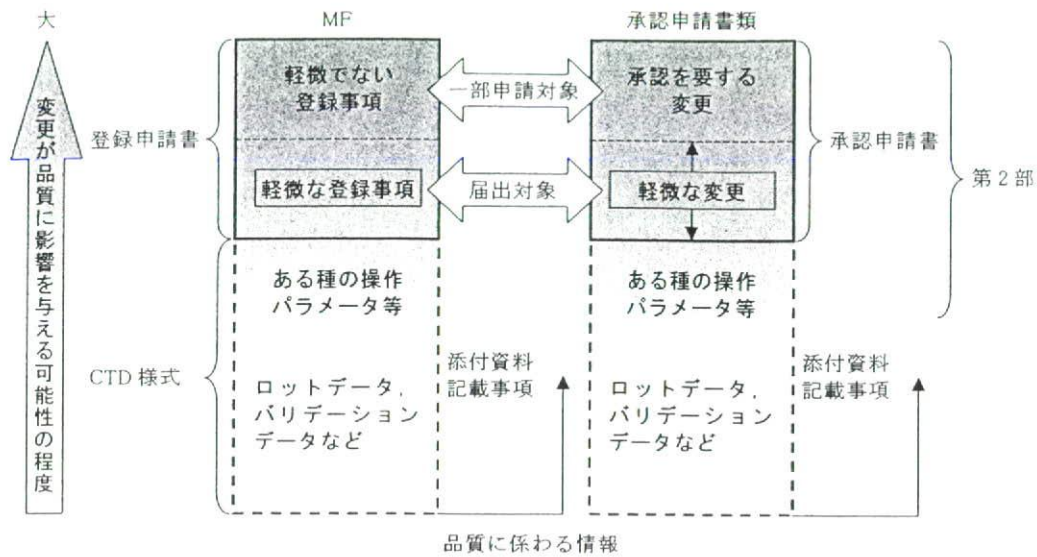 大
MF
承認申請書類
軽微でない
登録事項
一部申請対象
承認を要する
変更
登録申請書
承認申請書
軽微な登録事項
届出対象
軽微な変更
第2部
変更が品質に影響を与える可能性の程度
ある種の操作
パラメータ等
ある種の操作
パラメータ等
CTD様式
添付資料
記載事項
添付資料
記載事項
ロットデータ,
バリデーション
データなど
ロットデータ,
バリデーション
データなど
品質に係わる情報